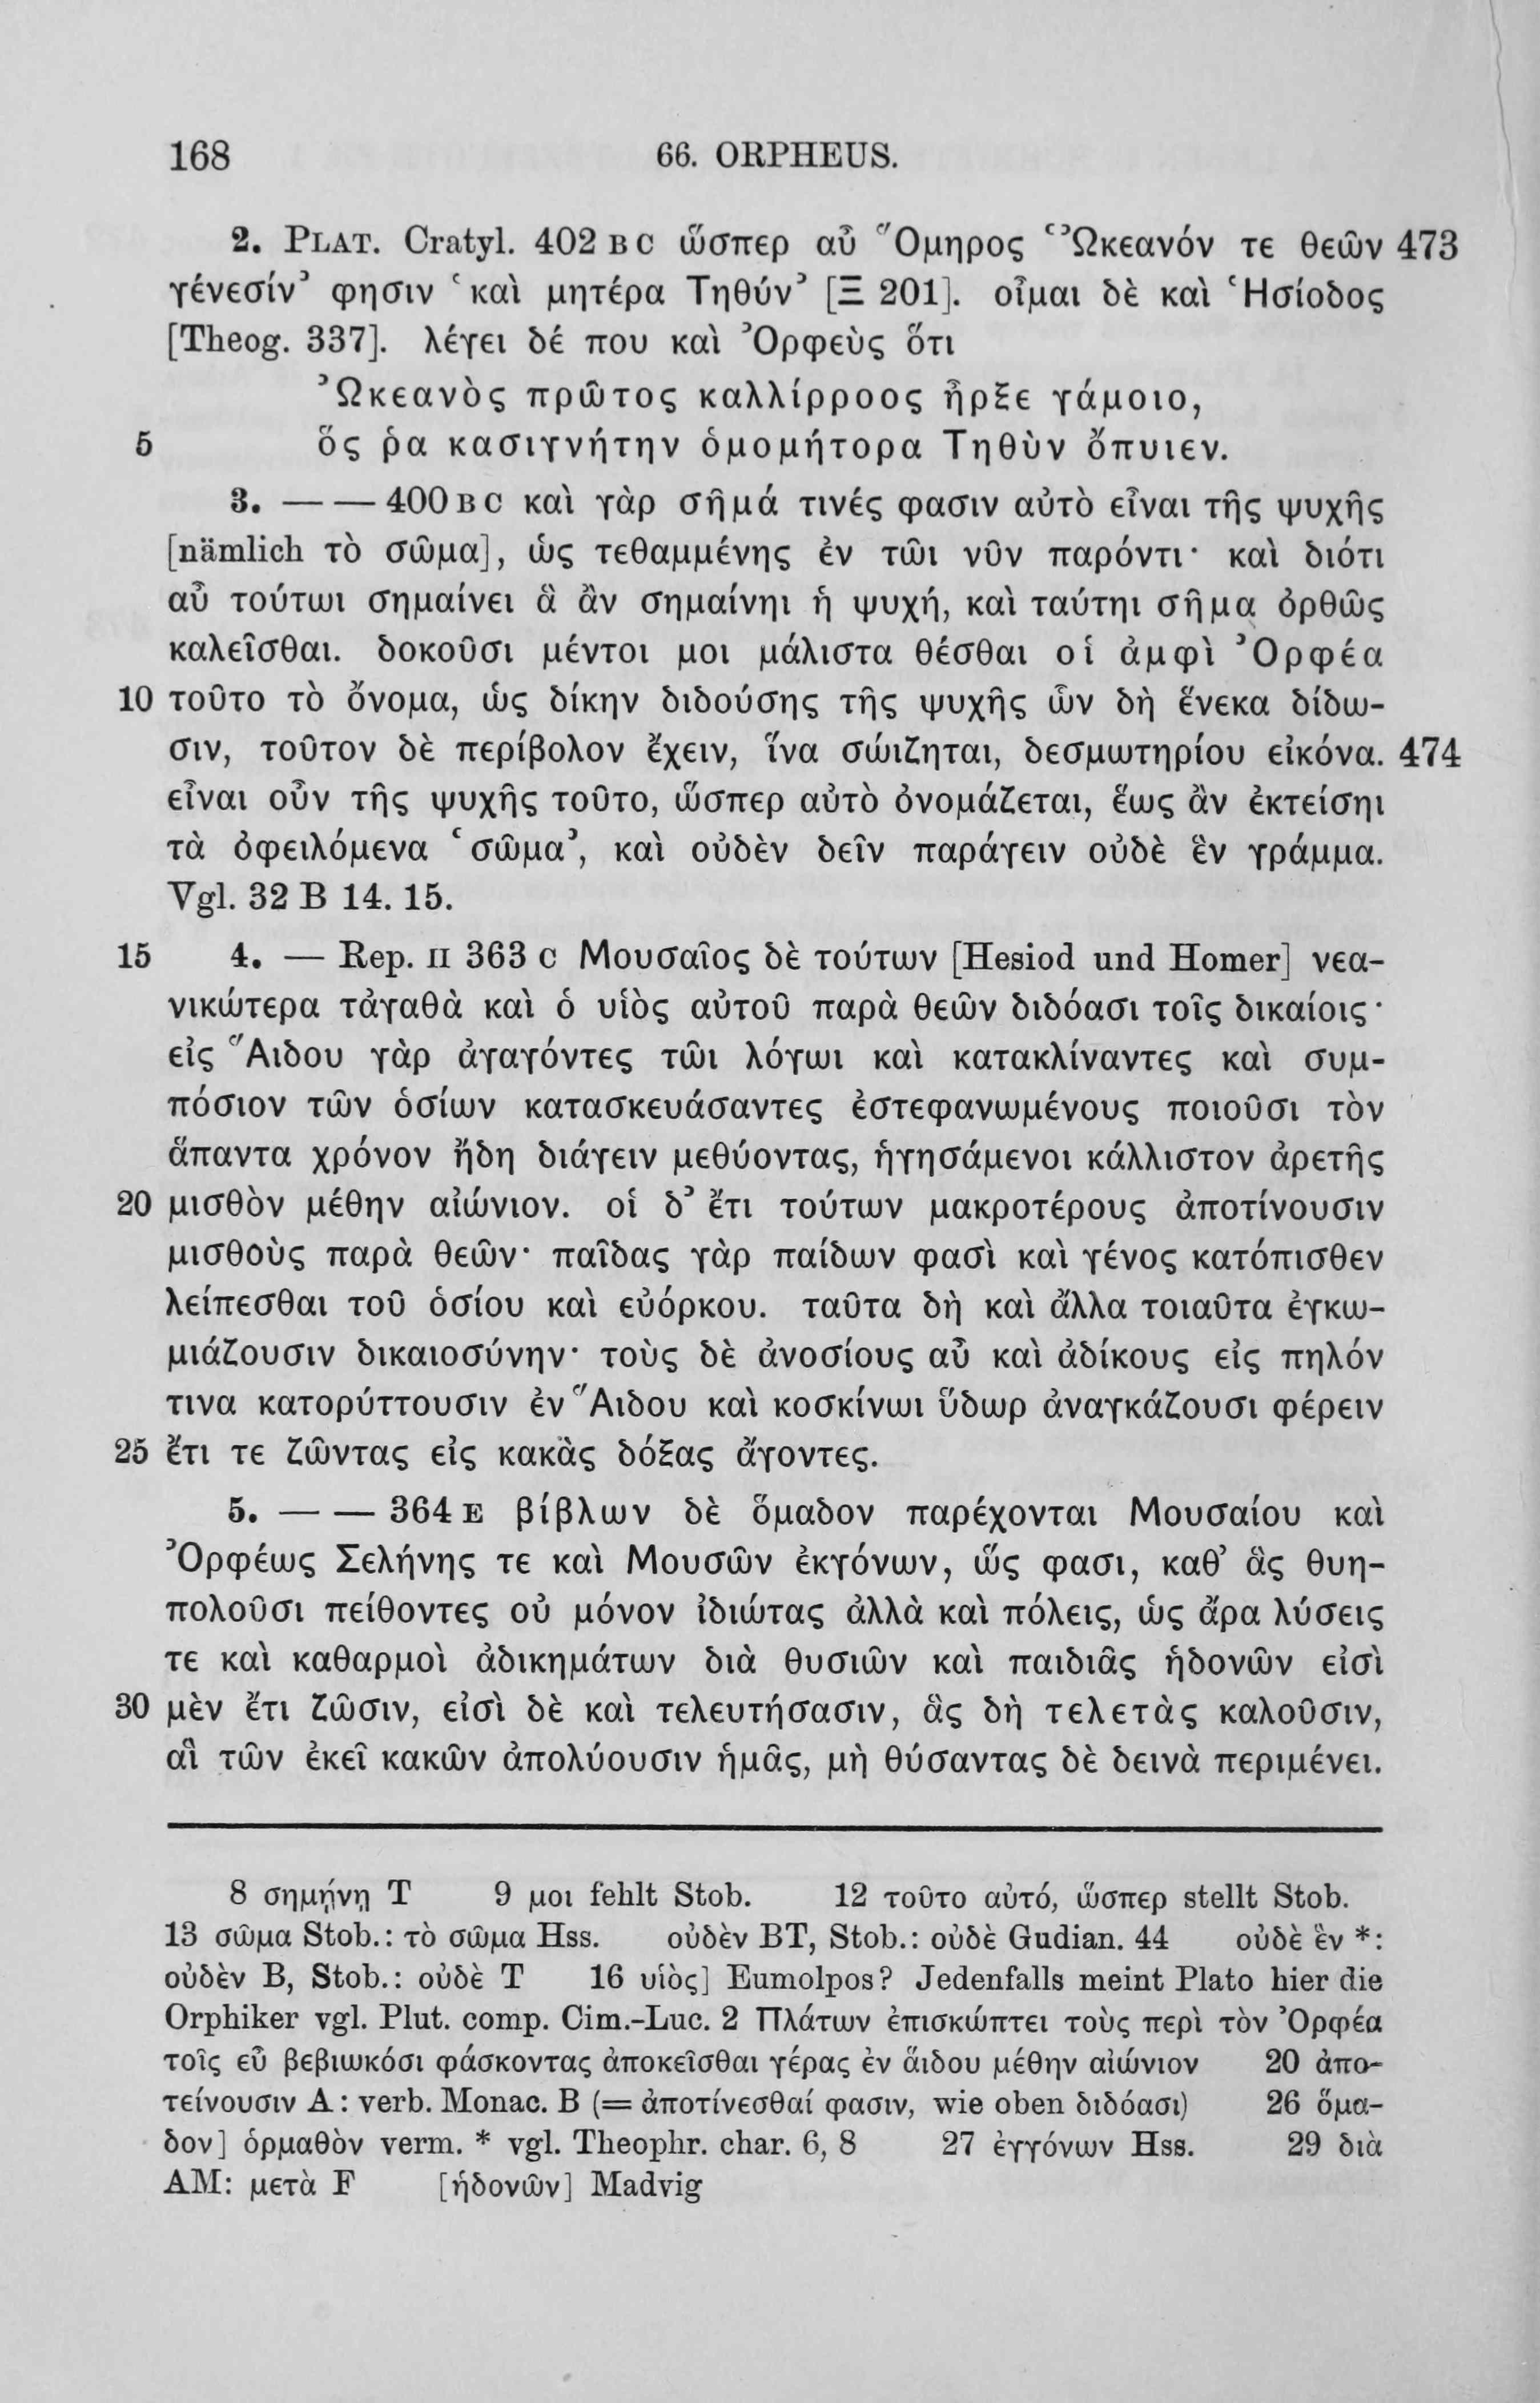 168 66. ORPHEUS.
2. PLAT. Cratyl. 402 BC ὥσπερ αὖ Ὅμηρος ‘Ὠκεανόν τε θεῶν 473
γένεσίν’ φησιν ‘καὶ μητέρα Τηθύν’ [Ξ 201]. οἶμαι δὲ καὶ Ἡσίοδος
[Theog. 337]. λέγει δέ που καὶ Ὀρφεὺς ὅτι
Ὠκεανὸς πρῶτος καλλίρροος ἦρξε γάμοιο,
5 ὅς ῥα κασιγνήτην ὁμομήτορα Τηθὺν ὄπυιεν.
3. — — 400 BC καὶ γὰρ σῆμά τινές φασιν αὐτὸ εἶναι τῆς ψυχῆς
[nämlich τὸ σῶμα], ὡς τεθαμμένης ἐν τῶι νῦν παρόντι· καὶ διότι
αὖ τούτωι σημαίνει ἃ ἂν σημαίνηι ἡ ψυχή, καὶ ταύτηι σῆμα ὀρθῶς
καλεῖσθαι. δοκοῦσι μέντοι μοι μάλιστα θέσθαι οἱ ἀμφὶ Ὀρφέα
10 τοῦτο τὸ ὄνομα, ὡς δίκην διδούσης τῆς ψυχῆς ὧν δὴ ἕνεκα δίδω-
σιν, τοῦτον δὲ περίβολον ἔχειν, ἵνα σώιζηται, δεσμωτηρίου εἰκόνα. 474
εἶναι οὖν τῆς ψυχῆς τοῦτο, ὥσπερ αὐτὸ ὀνομάζεται, ἕως ἂν ἐκτείσηι
τὰ ὀφειλόμενα ‘σῶμα’, καὶ οὐδὲν δεῖν παράγειν οὐδὲ ἓν γράμμα.
Vgl. 32 B 14. 15.
15 4. — Rep. II 363 C Μουσαῖος δὲ τούτων [Hesiod und Homer] νεα-
νικώτερα τἀγαθὰ καὶ ὁ υἱὸς αὐτοῦ παρὰ θεῶν διδόασι τοῖς δικαίοις·
εἰς Ἅιδου γὰρ ἀγαγόντες τῶι λόγωι καὶ κατακλίναντες καὶ συμ-
πόσιον τῶν ὁσίων κατασκευάσαντες ἐστεφανωμένους ποιοῦσι τὸν
ἅπαντα χρόνον ἤδη διάγειν μεθύοντας, ἡγησάμενοι κάλλιστον ἀρετῆς
20 μισθὸν μέθην αἰώνιον. οἱ δ’ ἔτι τούτων μακροτέρους ἀποτίνουσιν
μισθοὺς παρὰ θεῶν· παῖδας γὰρ παίδων φασὶ καὶ γένος κατόπισθεν
λείπεσθαι τοῦ ὁσίου καὶ εὐόρκου. ταῦτα δὴ καὶ ἄλλα τοιαῦτα ἐγκω-
μιάζουσιν δικαιοσύνην· τοὺς δὲ ἀνοσίους αὖ καὶ ἀδίκους εἰς πηλόν
τινα κατορύττουσιν ἐν Ἅιδου καὶ κοσκίνωι ὕδωρ ἀναγκάζουσι φέρειν
25 ἔτι τε ζῶντας εἰς κακὰς δόξας ἄγοντες.
5. — — 364 E βίβλων δὲ ὅμαδον παρέχονται Μουσαίου καὶ
Ὀρφέως Σελήνης τε καὶ Μουσῶν ἐκγόνων, ὥς φασι, καθ’ ἃς θυη-
πολοῦσι πείθοντες οὐ μόνον ἰδιώτας ἀλλὰ καὶ πόλεις, ὡς ἄρα λύσεις
τε καὶ καθαρμοὶ ἀδικημάτων διὰ θυσιῶν καὶ παιδιᾶς ἡδονῶν εἰσὶ
30 μὲν ἔτι ζῶσιν, εἰσὶ δὲ καὶ τελευτήσασιν, ἃς δὴ τελετὰς καλοῦσιν,
αἳ τῶν ἐκεῖ κακῶν ἀπολύουσιν ἡμᾶς, μὴ θύσαντας δὲ δεινὰ περιμένει.
8 σημῄνῃ T 9 μοι fehlt Stob. 12 τοῦτο αὐτό, ὥσπερ stellt Stob.
13 σῶμα Stob.: τὸ σῶμα Hss. οὐδὲν BT, Stob.: οὐδὲ Gudian. 44 οὐδὲ ἓν *:
οὐδὲν B, Stob.: οὐδὲ T 16 υἱὸς] Eumolpos? Jedenfalls meint Plato hier die
Orphiker vgl. Plut. comp. Cim.-Luc. 2 Πλάτων ἐπισκώπτει τοὺς περὶ τὸν Ὀρφέα
τοῖς εὖ βεβιωκόσι φάσκοντας ἀποκεῖσθαι γέρας ἐν ἅιδου μέθην αἰώνιον 20 ἀπο-
τείνουσιν A: verb. Monac. B (= ἀποτίνεσθαί φασιν, wie oben διδόασι) 26 ὅμα-
δον] ὁρμαθὸν verm. * vgl. Theophr. char. 6, 8 27 ἐγγόνων Hss. 29 διὰ
AM: μετὰ F [ἡδονῶν] Madvig